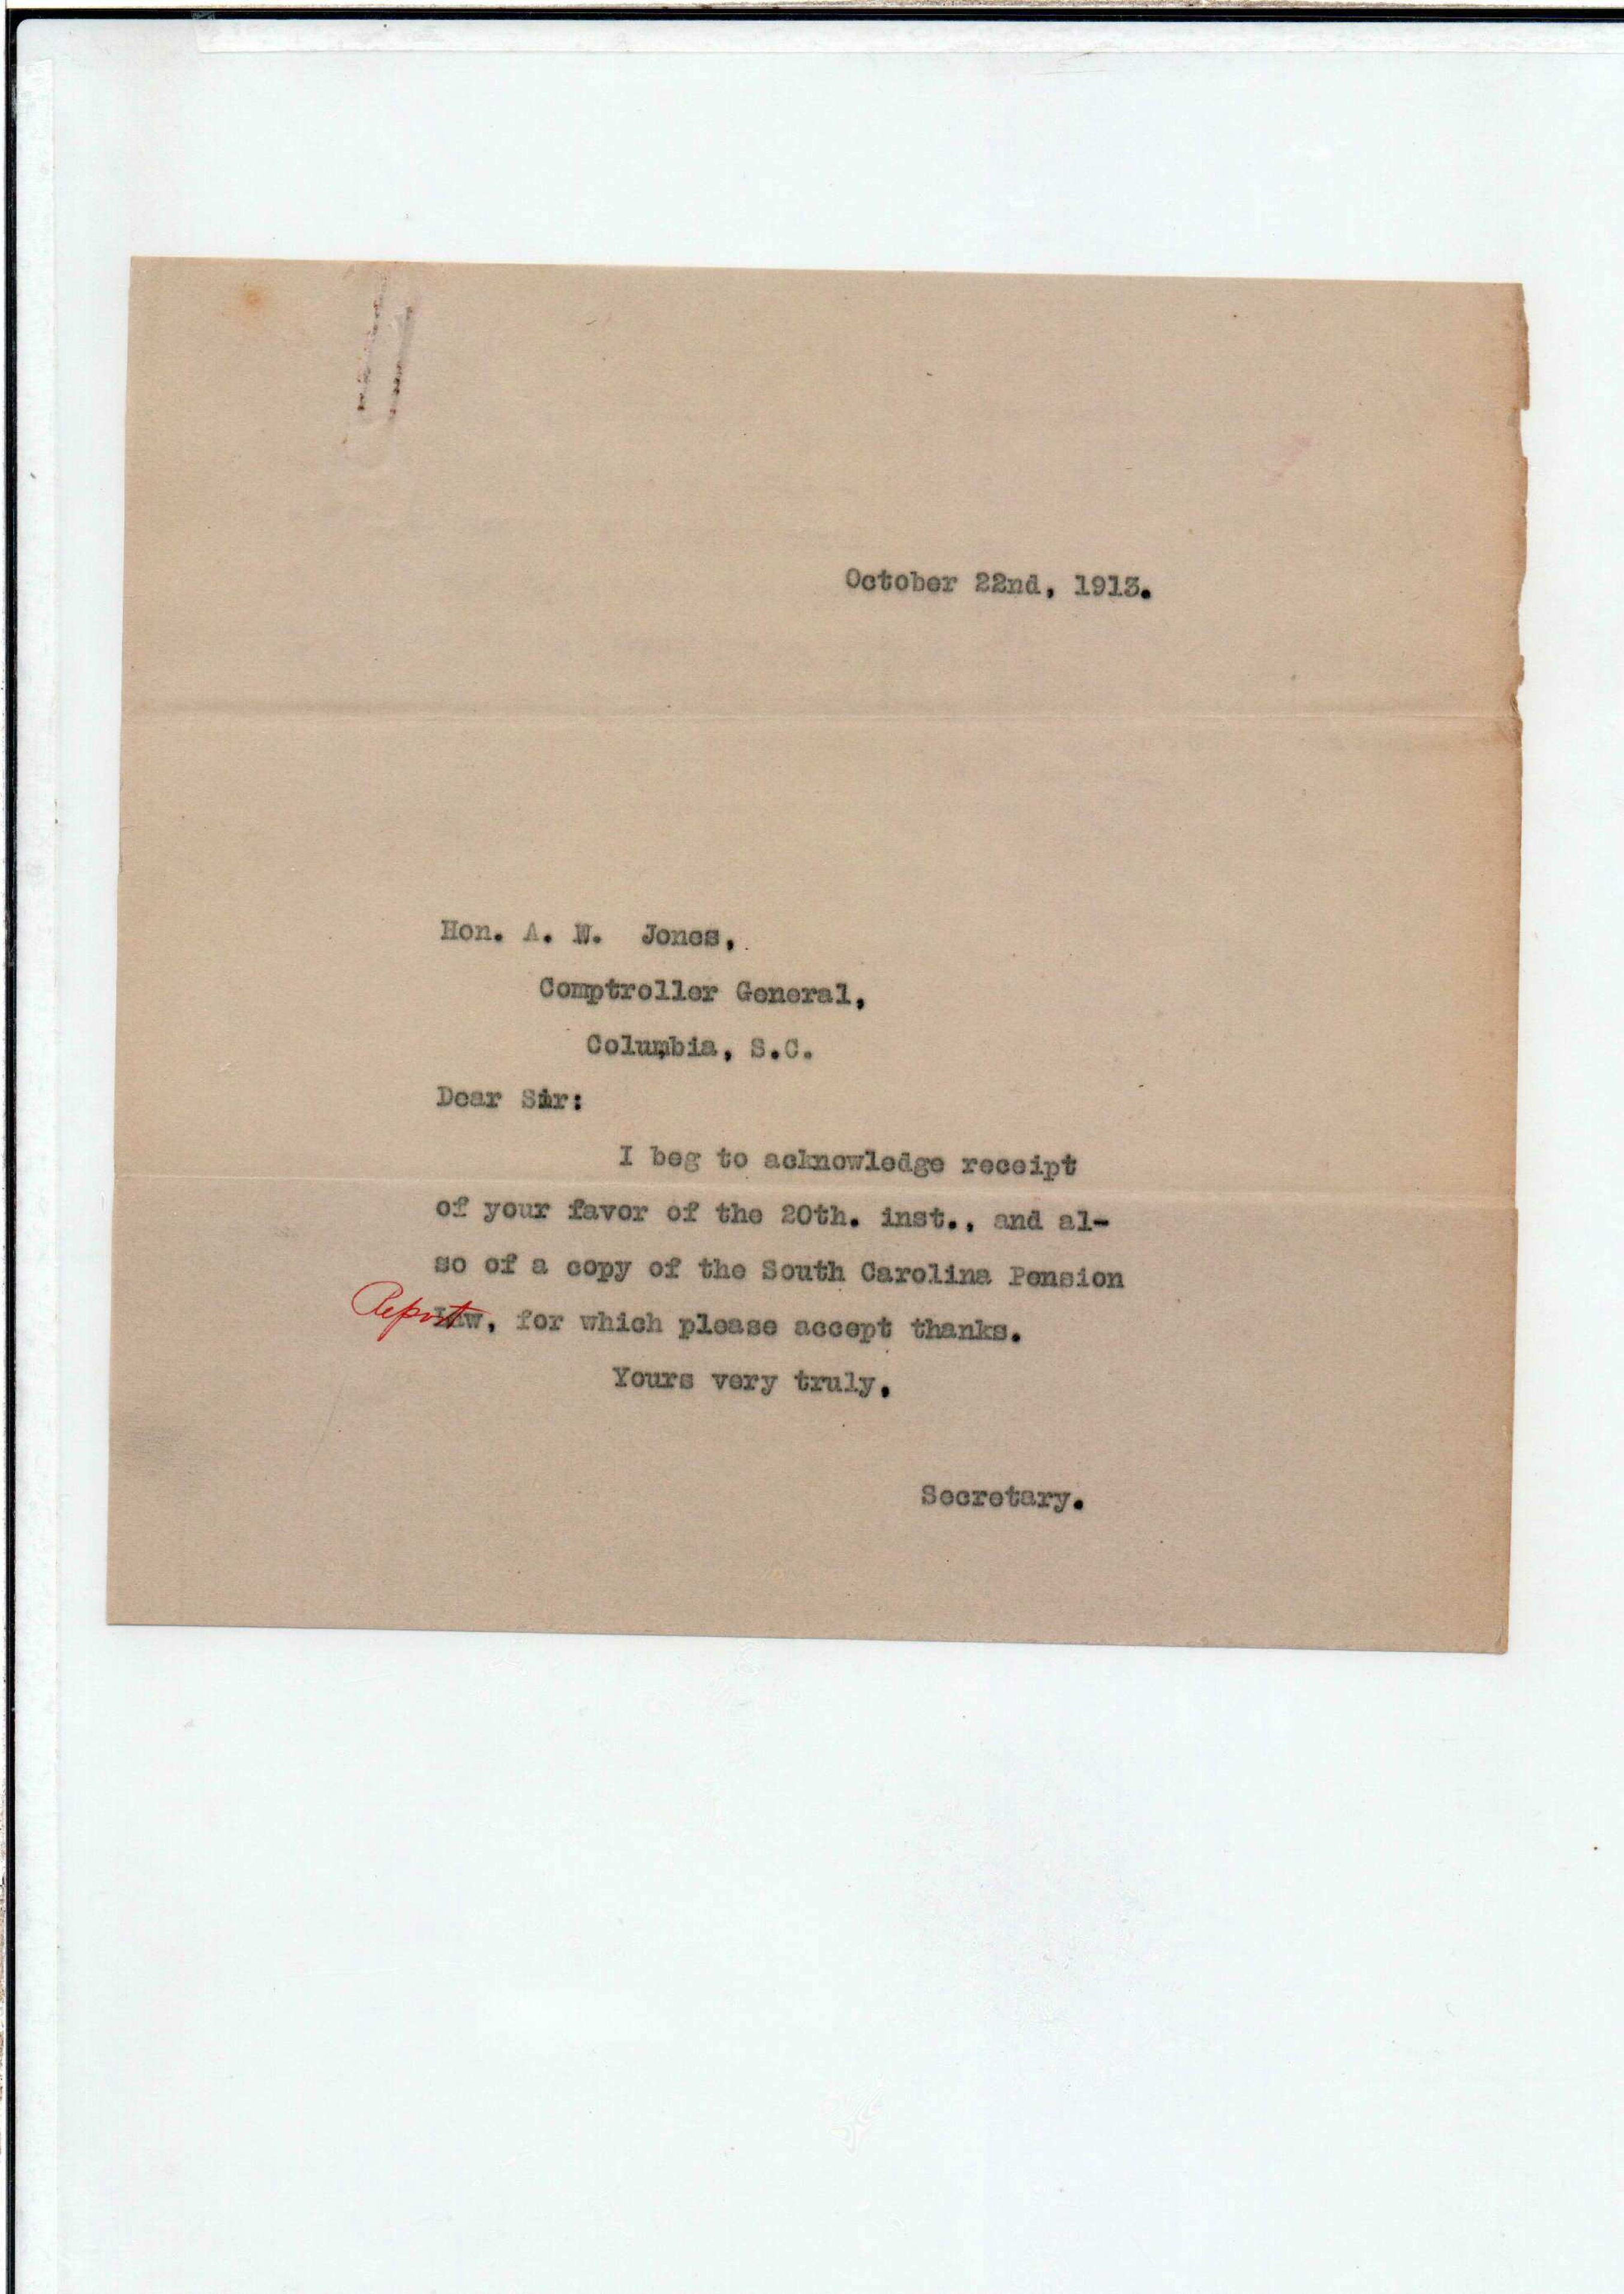 October 22nd, 1913.
Hon. A. W. Jones,
Comptroller General,
Columbia, S.C.
Dear Sir:
I beg to acknowledge receipt
of your favor of the 20th. inst., and al-
so of a copy of the South Carolina Pension
Report Law, for which please accept thanks.
Yours very truly,
Secretary.